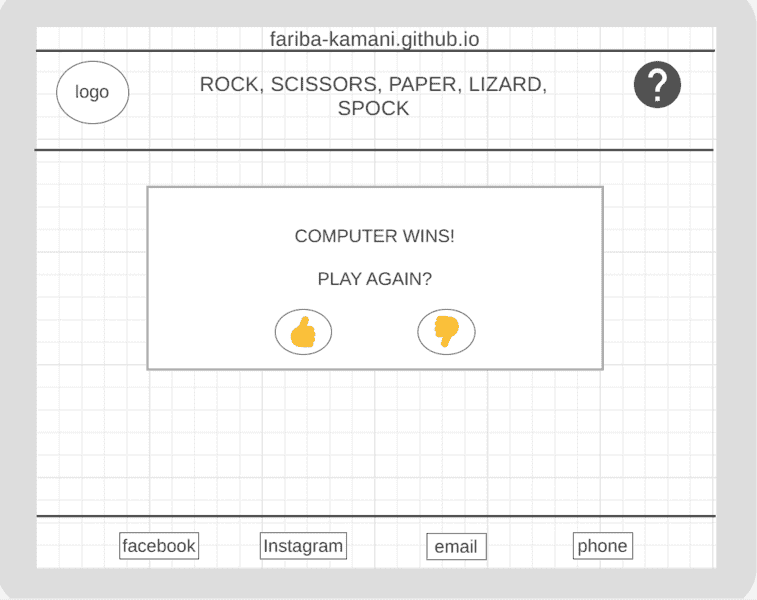 fariba-kamani.github.io
logo
ROCK, SCISSORS, PAPER, LIZARD,
SPOCK
?
COMPUTER WINS!
PLAY AGAIN?
facebook
Instagram
email
phone